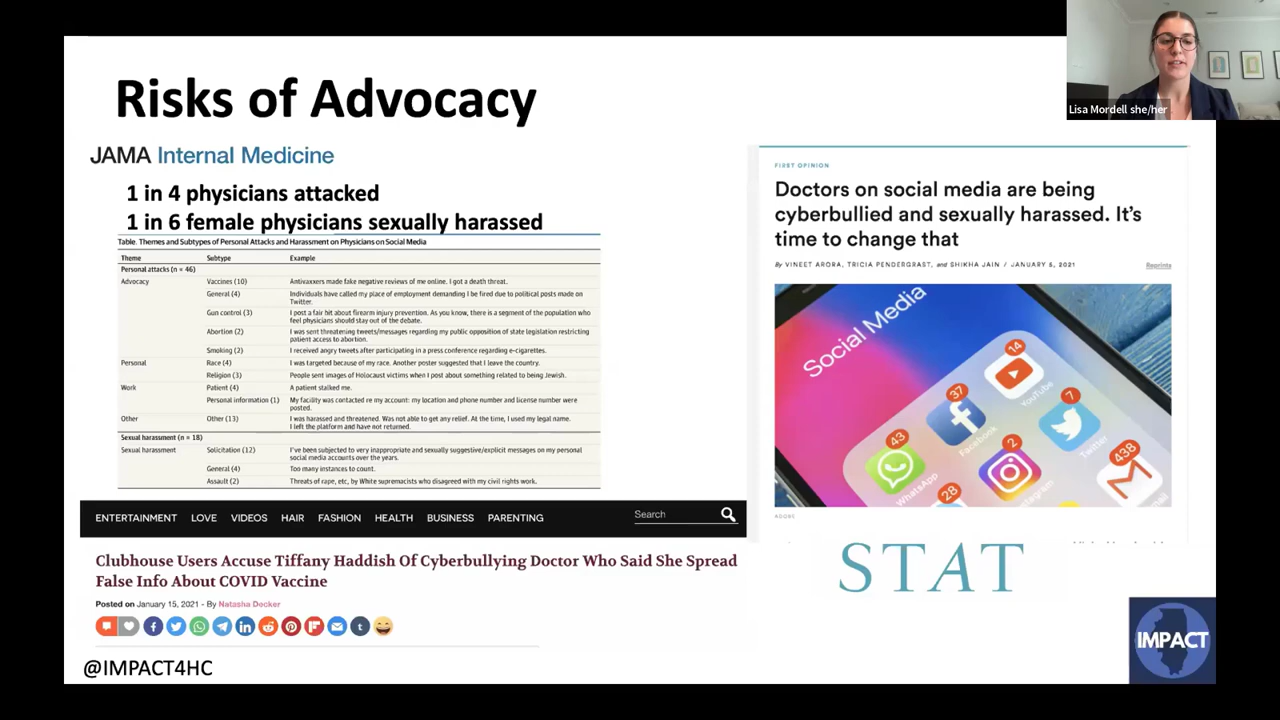 Risks of Advocacy
JAMA Internal Medicine
1 in 4 physicians attacked
1 in 6 female physicians sexually harassed
Table. Themes and Subtypes of Personal Attacks and Harassment on Physicians on Social Media
Theme Subtype Example
Personal attacks (n = 46)
Advocacy Vaccines (10) Antivaxxers made fake negative reviews of me online. I got a death threat.
General (4) Individuals have called my place of employment demanding I be fired due to political posts made on
Twitter.
Gun control (3) I post a fair bit about firearm injury prevention. As you know, there is a segment of the population who
feel physicians should stay out of the debate.
Abortion (2) I was sent threatening tweets/messages regarding my public opposition of state legislation restricting
patient access to abortion.
Smoking (2) I received angry tweets after participating in a press conference regarding e-cigarettes.
Personal Race (4) I was targeted because of my race. Another poster suggested that I leave the country.
Religion (3) People sent images of Holocaust victims when I post about something related to being Jewish.
Work Patient (4) A patient stalked me.
Personal information (1) My facility was contacted re my account: my location and phone number and license number were
posted.
Other Other (13) I was harassed and threatened. Was not able to get any relief. At the time, I used my legal name.
I left the platform and have not returned.
Sexual harassment (n = 18)
Sexual harassment Solicitation (12) I've been subjected to very inappropriate and sexually suggestive/explicit messages on my personal
social media accounts over the years.
General (4) Too many instances to count.
Assault (2) Threats of rape, etc, by White supremacists who disagreed with my civil rights work.
ENTERTAINMENT LOVE VIDEOS HAIR FASHION HEALTH BUSINESS PARENTING Search
Clubhouse Users Accuse Tiffany Haddish Of Cyberbullying Doctor Who Said She Spread
False Info About COVID Vaccine
Posted on January 15, 2021 - By Natasha Decker
@IMPACT4HC
Lisa Mordell she/her
FIRST OPINION
Doctors on social media are being
cyberbullied and sexually harassed. It's
time to change that
By VINEET ARORA, TRICIA PENDERGRAST, and SHIKHA JAIN / JANUARY 5, 2021 Reprints
Social Media
14
YouTube
37
Facebook
7
Twitter
43
WhatsApp
2
Instagram
438
28
ADOBE
STAT
IMPACT